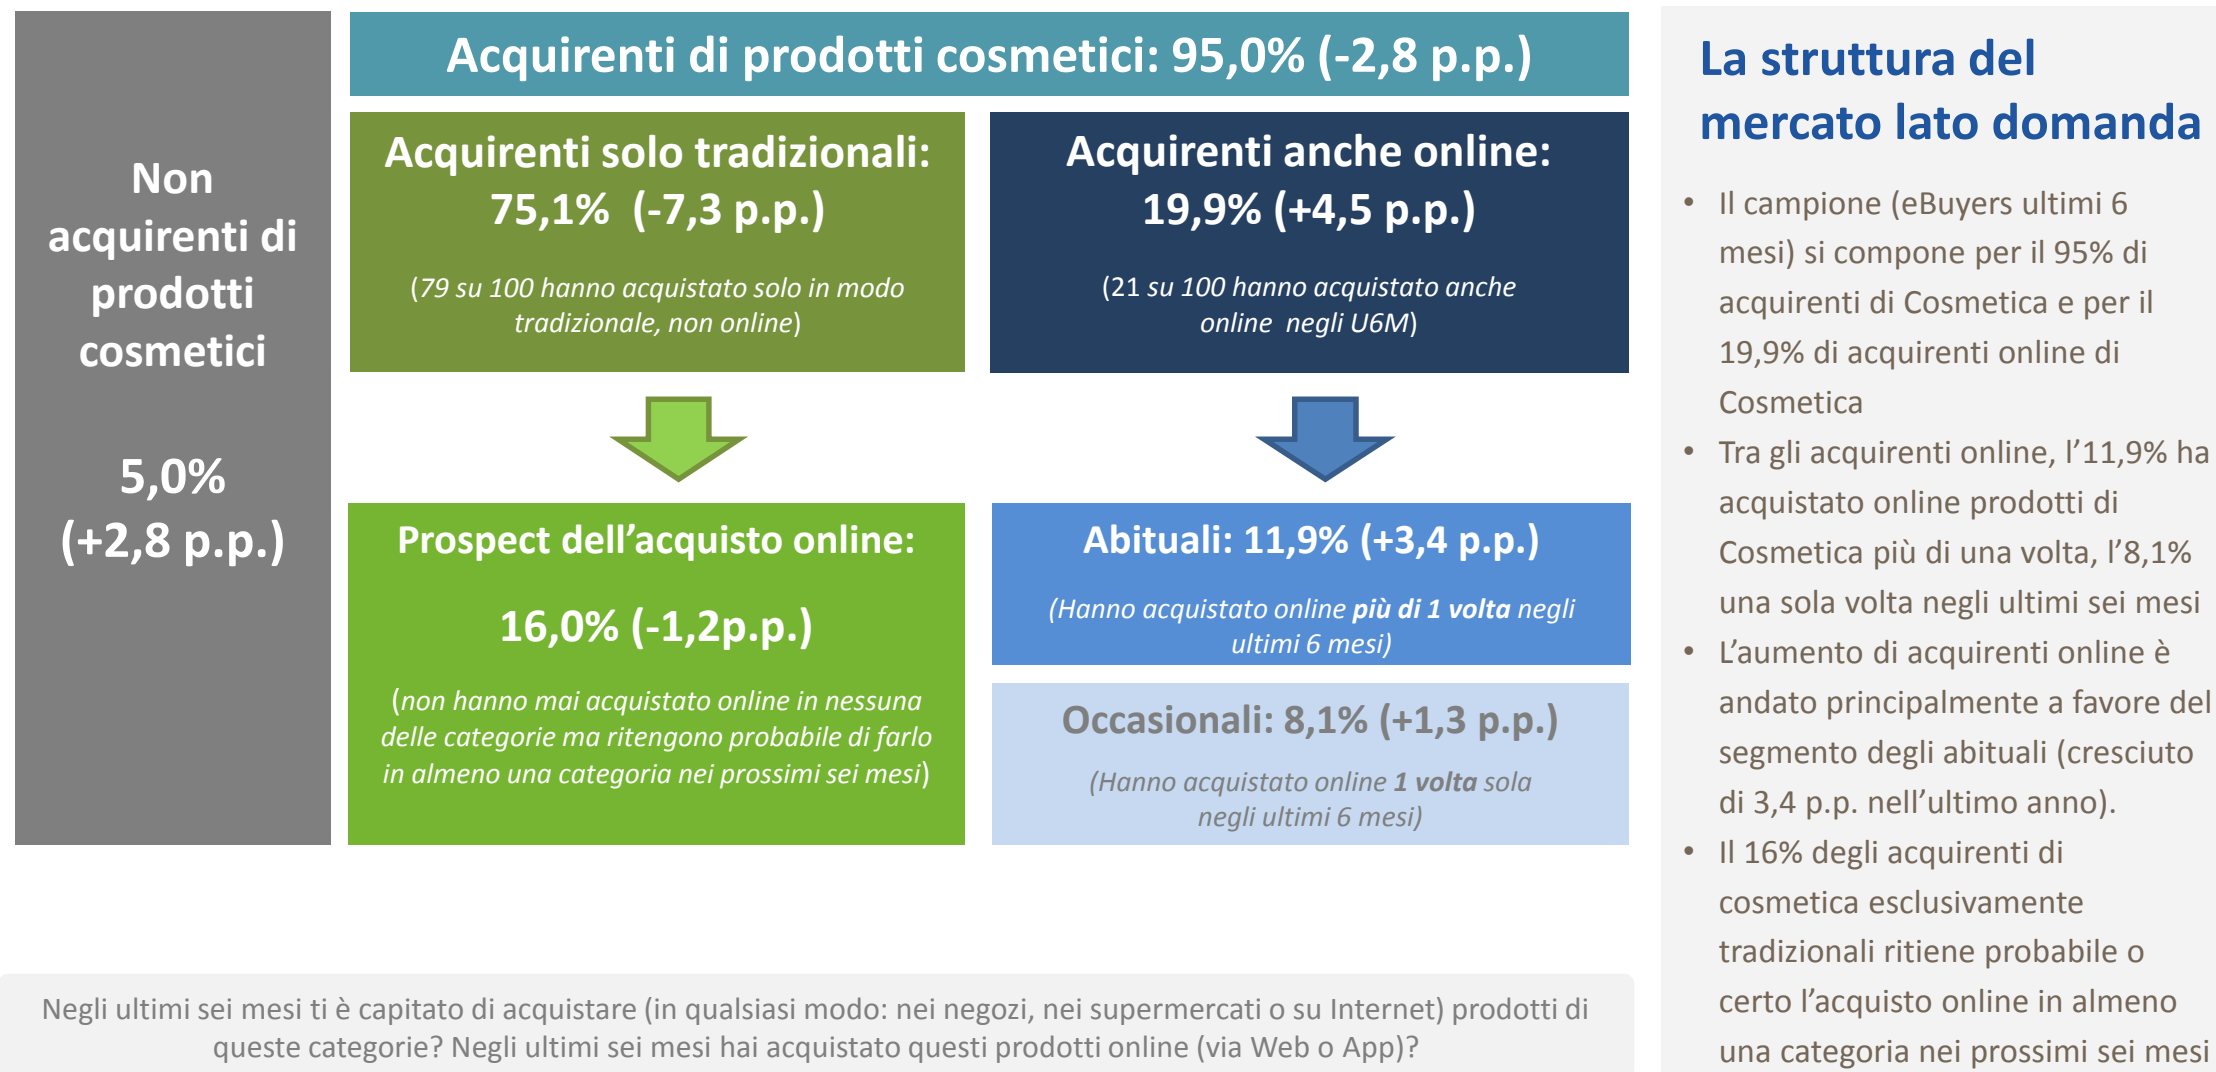 Non
acquirenti di
prodotti
cosmetici
5,0%
(+2,8 p.p.)
Acquirenti di prodotti cosmetici: 95,0% (-2,8 p.p.)
Acquirenti solo tradizionali:
75,1% (-7,3 p.p.)
(79 su 100 hanno acquistato solo in modo
tradizionale, non online)
Acquirenti anche online:
19,9% (+4,5 p.p.)
(21 su 100 hanno acquistato anche
online negli U6M)
Prospect dell’acquisto online:
16,0% (-1,2p.p.)
(non hanno mai acquistato online in nessuna
delle categorie ma ritengono probabile di farlo
in almeno una categoria nei prossimi sei mesi)
Abituali: 11,9% (+3,4 p.p.)
(Hanno acquistato online più di 1 volta negli
ultimi 6 mesi)
Occasionali: 8,1% (+1,3 p.p.)
(Hanno acquistato online 1 volta sola
negli ultimi 6 mesi)
Negli ultimi sei mesi ti è capitato di acquistare (in qualsiasi modo: nei negozi, nei supermercati o su Internet) prodotti di
queste categorie? Negli ultimi sei mesi hai acquistato questi prodotti online (via Web o App)?
La struttura del
mercato lato domanda
• Il campione (eBuyers ultimi 6
mesi) si compone per il 95% di
acquirenti di Cosmetica e per il
19,9% di acquirenti online di
Cosmetica
• Tra gli acquirenti online, l’11,9% ha
acquistato online prodotti di
Cosmetica più di una volta, l’8,1%
una sola volta negli ultimi sei mesi
• L’aumento di acquirenti online è
andato principalmente a favore del
segmento degli abituali (cresciuto
di 3,4 p.p. nell’ultimo anno).
• Il 16% degli acquirenti di
cosmetica esclusivamente
tradizionali ritiene probabile o
certo l’acquisto online in almeno
una categoria nei prossimi sei mesi